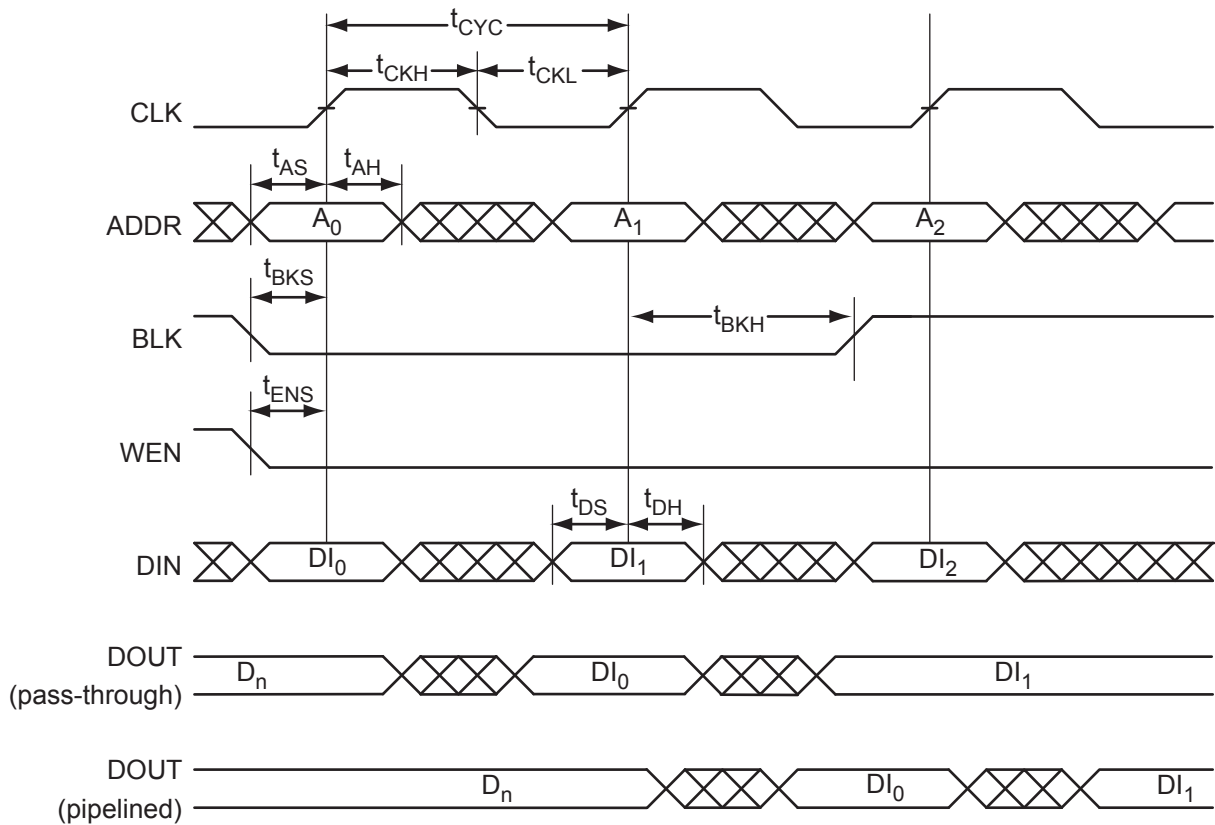 tCYC
tCKH tCKL
CLK
tAS tAH
ADDR A0 A1 A2
tBKS
BLK tBKH
tENS
WEN
tDS tDH
DIN DI0 DI1 DI2
DOUT
(pass-through) Dn DI0 DI1
DOUT
(pipelined) Dn DI0 DI1